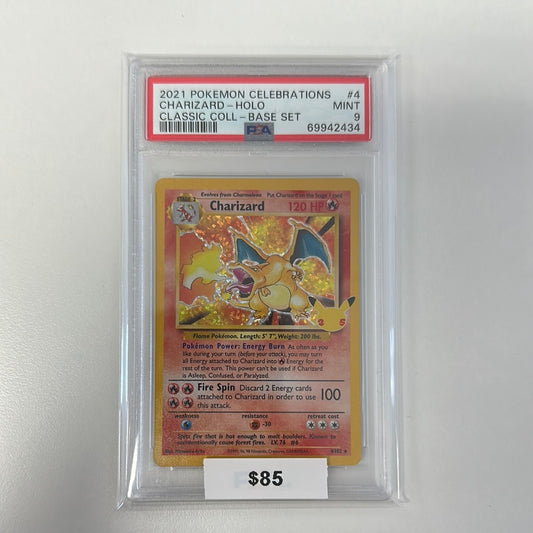 2021 POKEMON CELEBRATIONS #4
CHARIZARD-HOLO MINT
CLASSIC COLL-BASE SET 9
PSA 69942434
STAGE 2 Evolves from Charmeleon Put Charizard on the Stage 1 card
Charizard 120 HP
25
Flame Pokémon. Length: 5' 7", Weight: 200 lbs.
Pokémon Power: Energy Burn As often as you
like during your turn (before your attack), you may turn
all Energy attached to Charizard into Energy for the
rest of the turn. This power can't be used if Charizard
is Asleep, Confused, or Paralyzed.
Fire Spin Discard 2 Energy cards
attached to Charizard in order to use
this attack. 100
weakness resistance retreat cost
-30
Spits fire that is hot enough to melt boulders. Known to
unintentionally cause forest fires. LV. 76 #6
4/102
$85